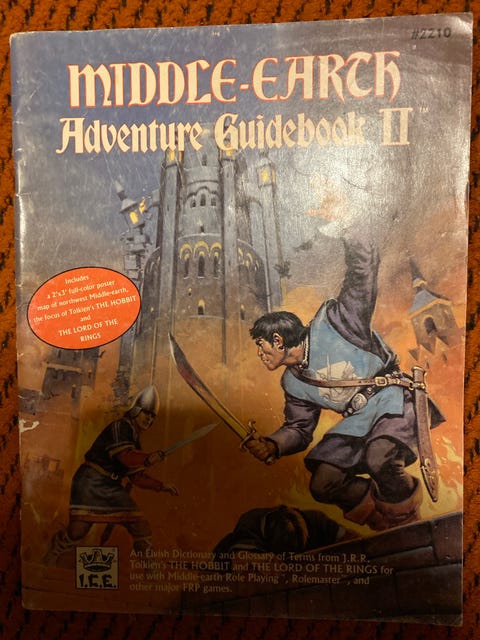 #2210
MIDDLE-EARTH
Adventure Guidebook II™
Includes
a 2'x3' full-color poster
map of northwest Middle-earth,
the focus of Tolkien's THE HOBBIT
and
THE LORD OF THE
RINGS
I.C.E.
An Elvish Dictionary and Glossary of Terms from J.R.R.
Tolkien's THE HOBBIT and THE LORD OF THE RINGS for
use with Middle-earth Role Playing™, Rolemaster™, and
other major FRP games.